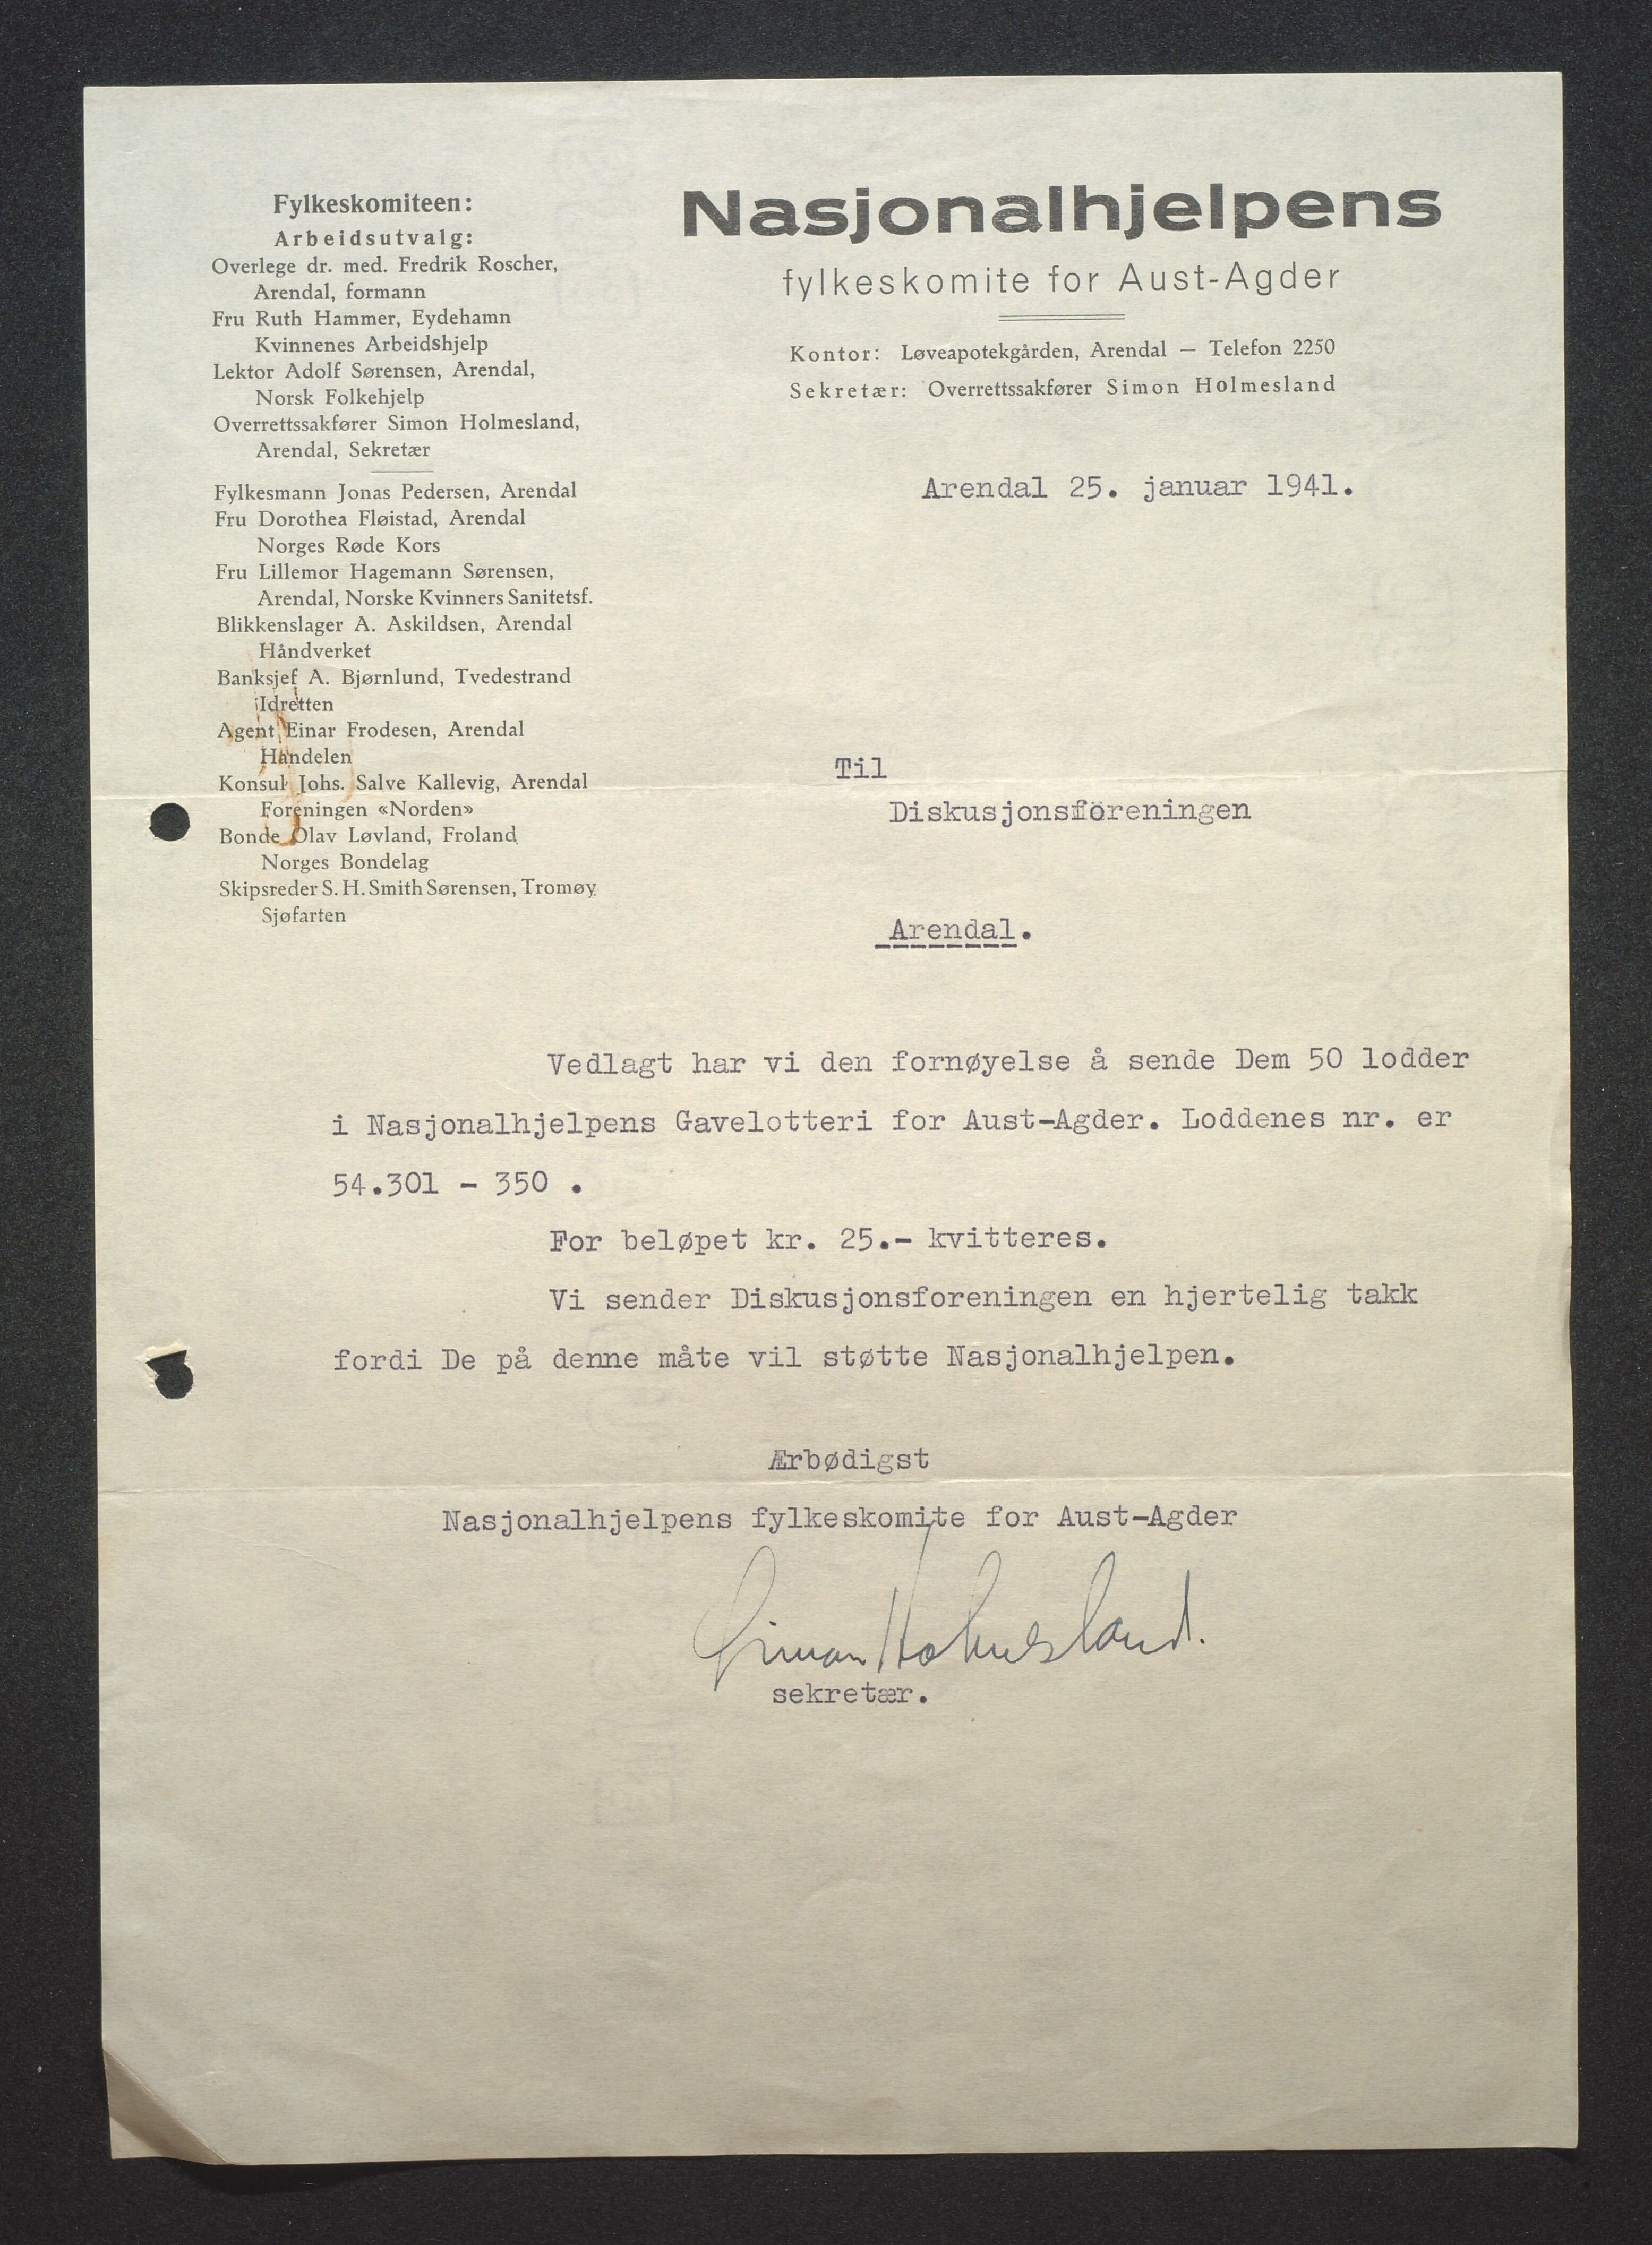 Fylkeskomiteen:
Arbeidsutvalg:
Overlege dr. med. Fredrik Roscher,
Arendal, formann
Fru Ruth Hammer, Eydehamn
Kvinnenes Arbeidshjelp
Lektor Adolf Sørensen, Arendal,
Norsk Folkehjelp
Overrettssakfører Simon Holmesland,
Arendal, Sekretær
Fylkesmann Jonas Pedersen, Arendal
Fru Dorothea Fløistad, Arendal
Norges Røde Kors
Fru Lillemor Hagemann Sørensen,
Arendal, Norske Kvinners Sanitetsf.
Blikkenslager A. Askildsen, Arendal
Håndverket
Banksjef A. Bjørnlund, Tvedestrand
Idretten
Agent Einar Frodesen, Arendal
Handelen
Konsul Johs. Salve Kallevig, Arendal
Foreningen «Norden»
Bonde Olav Løvland, Froland
Norges Bondelag
Skipsreder S. H. Smith Sørensen, Tromøy
Sjøfarten
Nasjonalhjelpens
fylkeskomite for Aust-Agder
Kontor: Løveapotekgården, Arendal — Telefon 2250
Sekretær: Overrettssakfører Simon Holmesland
Arendal 25. januar 1941.
Til
Diskusjonsföreningen
Arendal.
Vedlagt har vi den fornøyelse å sende Dem 50 lodder
i Nasjonalhjelpens Gavelotteri for Aust-Agder. Loddenes nr. er
54.301 - 350 .
For beløpet kr. 25.- kvitteres.
Vi sender Diskusjonsforeningen en hjertelig takk
fordi De på denne måte vil støtte Nasjonalhjelpen.
Ærbødigst
Nasjonalhjelpens fylkeskomite for Aust-Agder
Simon Holmesland.
sekretær.